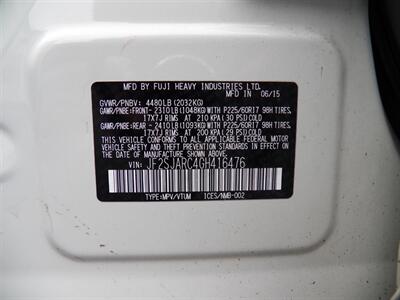 MFD BY FUJI HEAVY INDUSTRIES LTD.
MFD IN 06/15
GVWR/PNBV: 4480LB (2032KG)
GAWR/PNBE:FRONT- 2310LB(1048KG) WITH P225/60R17 98H TIRES.
17X7J RIMS AT 210 KPA(30 PSI)COLD
GAWR/PNBE:REAR - 2410LB(1093KG) WITH P225/60R17 98H TIRES.
17X7J RIMS AT 200 KPA(29 PSI)COLD
THIS VEHICLE CONFORMS TO ALL APPLICABLE FEDERAL MOTOR
VEHICLE SAFETY AND
STANDARDS IN EFFECT ON THE DATE OF MANUFACTURE SHOWN ABOVE.
VIN: JF2SJARC4GH416476
TYPE:MPV/VTUM ICES/NMB-002